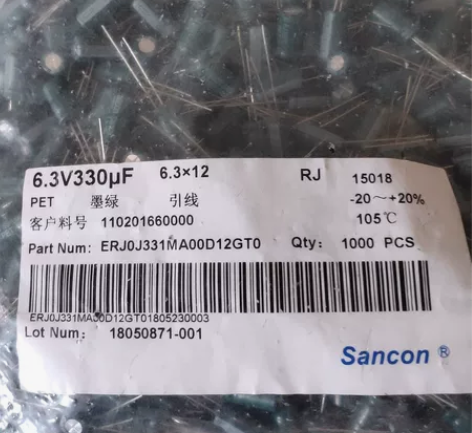 6.3V330μF 6.3×12 RJ 15018
PET 墨绿 引线 -20～+20%
客户料号 110201660000 105℃
Part Num: ERJ0J331MA00D12GT0 Qty: 1000 PCS
ERJ0J331MA00D12GT01805230003
Lot Num: 18050871-001
Sancon ®